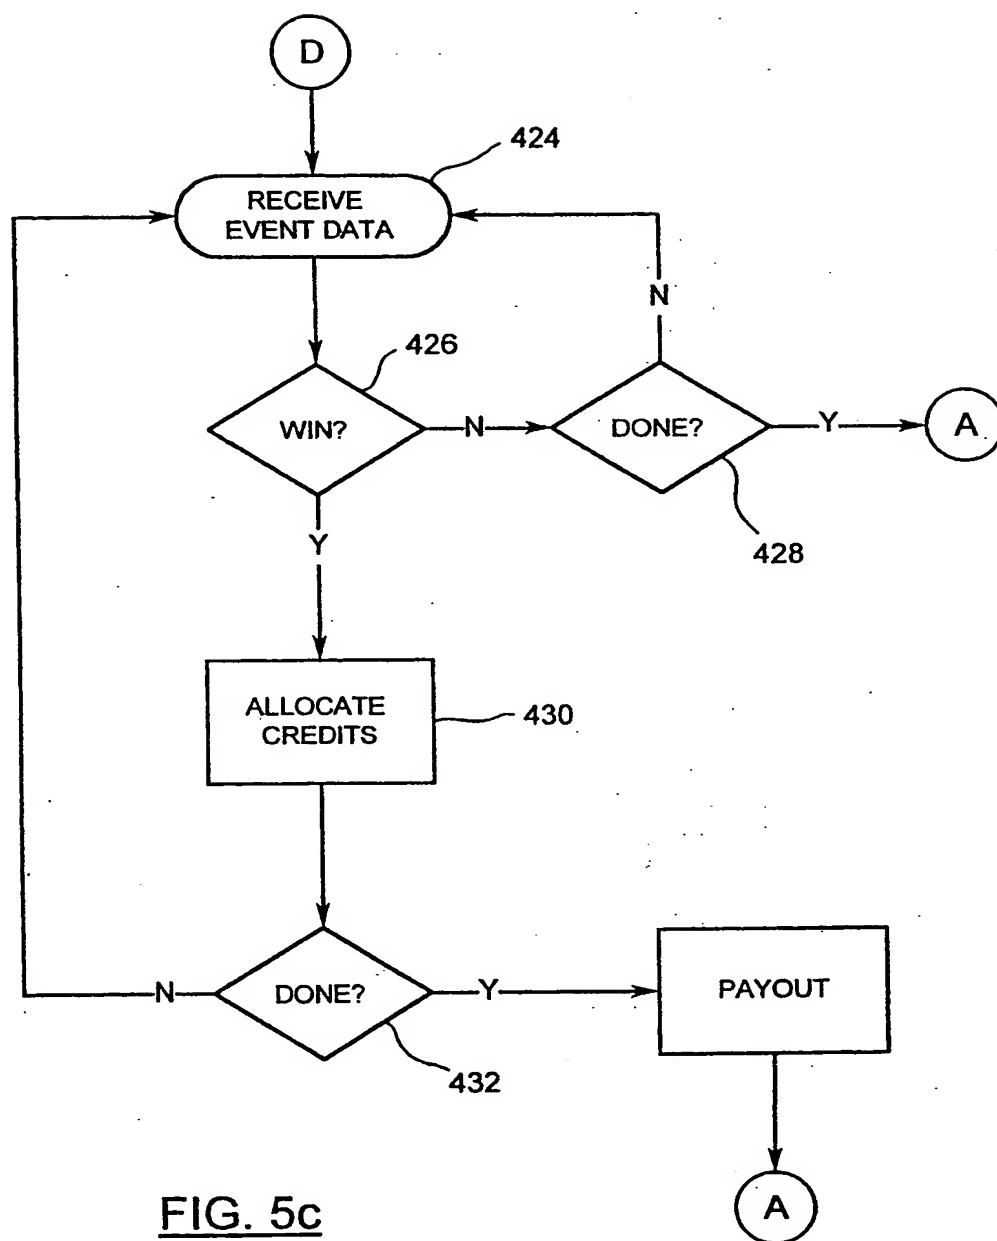 D
424
RECEIVE
EVENT DATA
N
426
WIN?
N
DONE?
Y
A
428
Y
ALLOCATE
CREDITS
430
N
DONE?
Y
PAYOUT
432
A
FIG. 5c